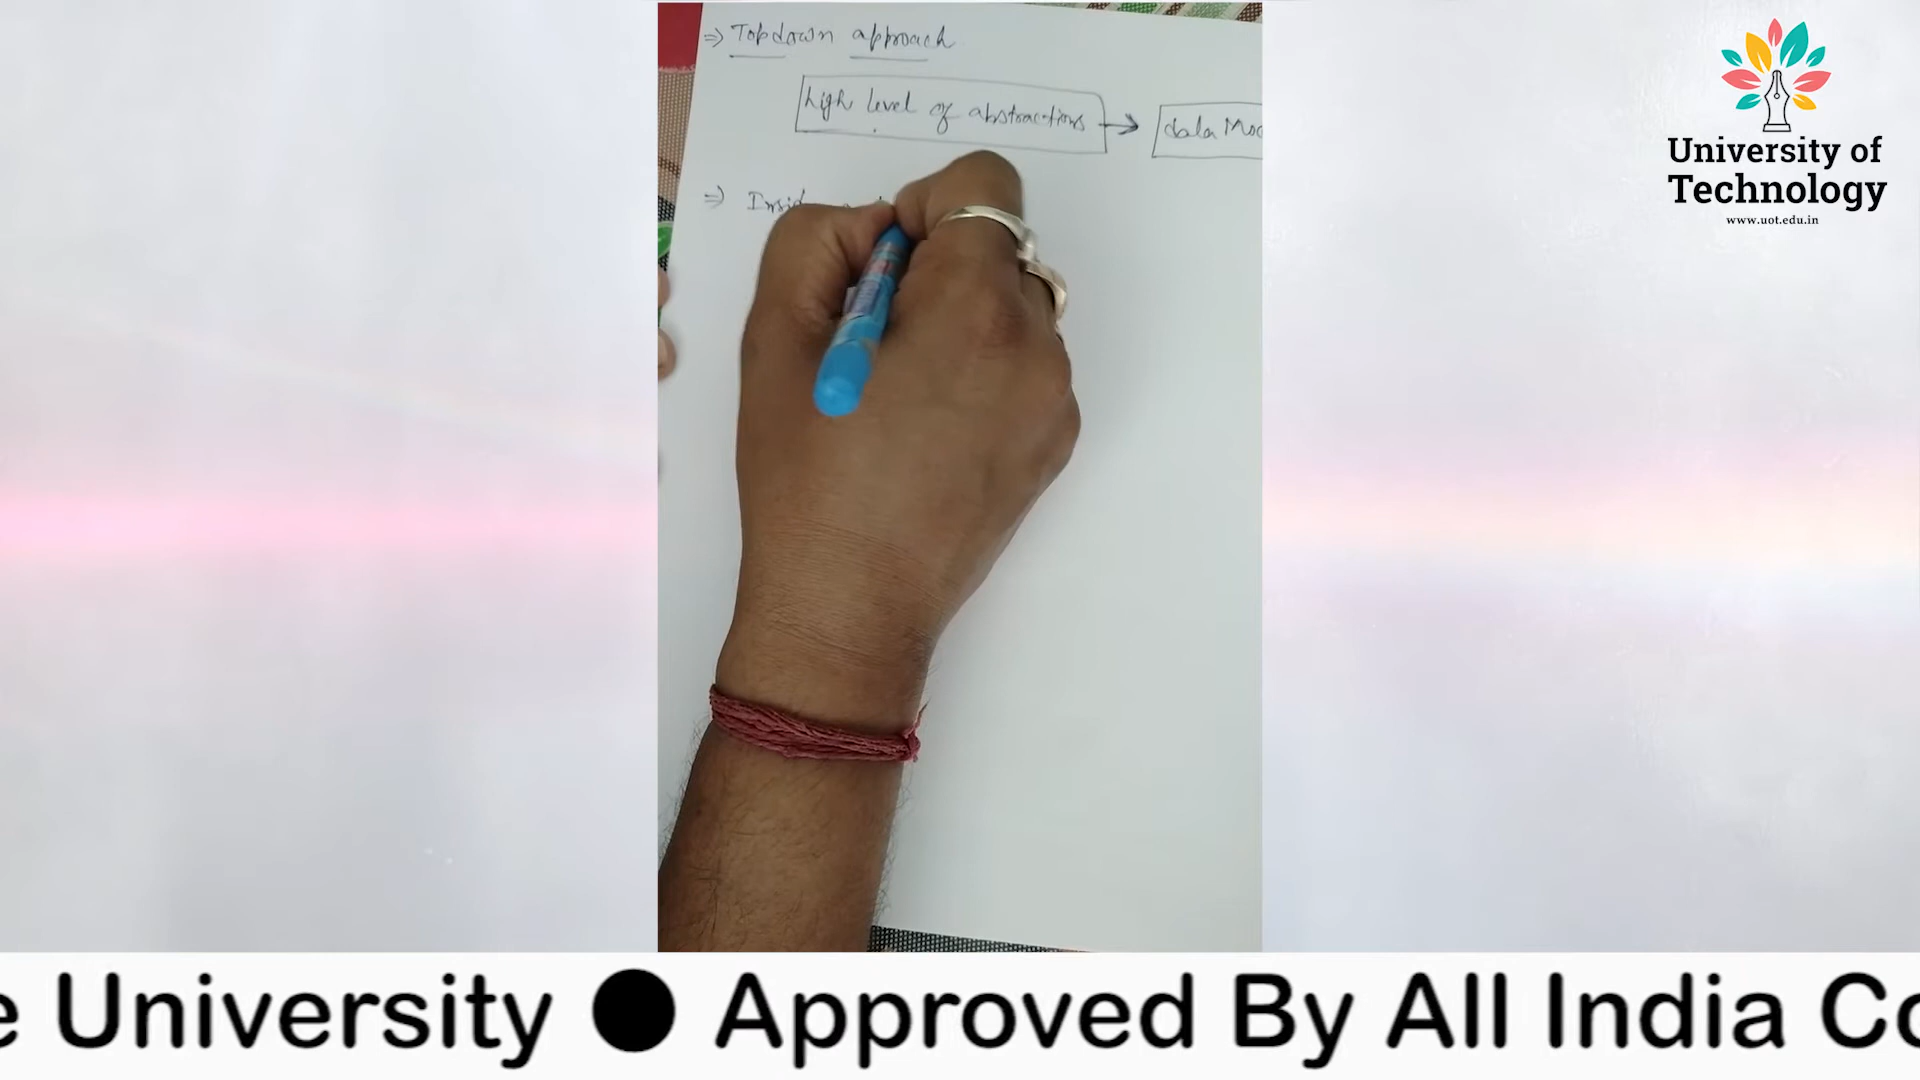 ⇒ Topdown approach
high level of abstractions → data Mo
⇒
University of
Technology
www.uot.edu.in
e University ● Approved By All India Co